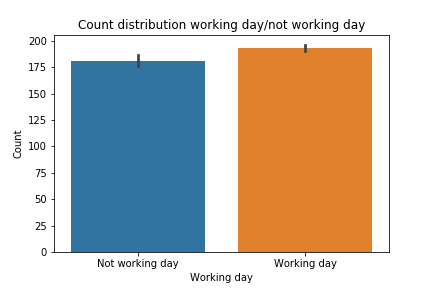 Count distribution working day/not working day
200
175
150
125
100
75
50
25
0
Count
Not working day
Working day
Working day